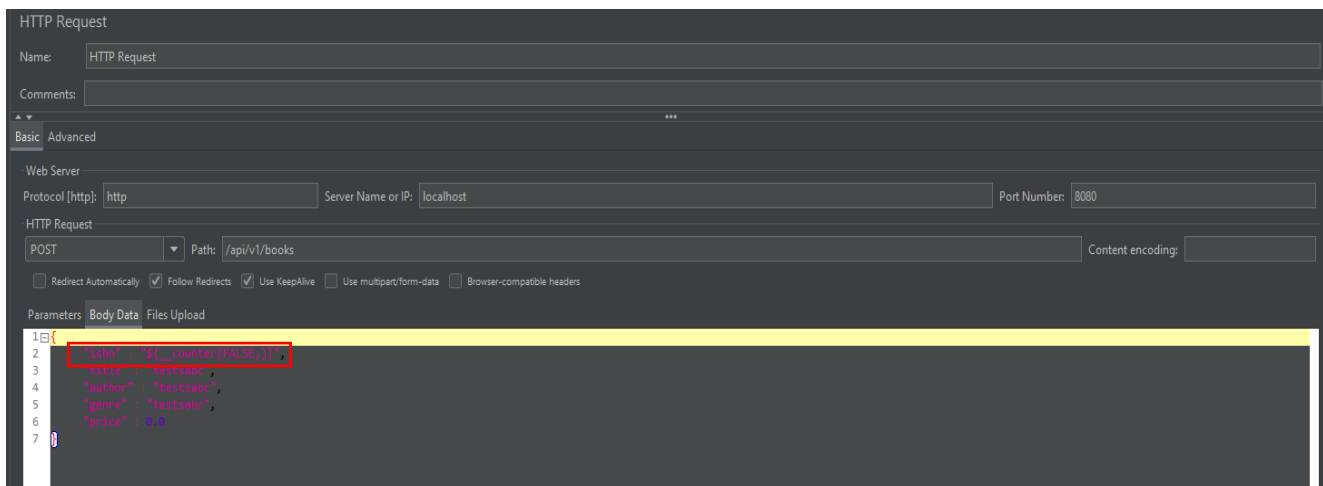 HTTP Request
Name: HTTP Request
Comments:
Basic Advanced
Web Server
Protocol [http]: http Server Name or IP: localhost Port Number: 8080
HTTP Request
POST Path: /api/v1/books Content encoding:
Redirect Automatically Follow Redirects Use KeepAlive Use multipart/form-data Browser-compatible headers
Parameters Body Data Files Upload
1 {
2 "isbn" : "${__counter(FALSE,)}",
3 "title" : "testsabc",
4 "author" : "testsabc",
5 "genre" : "testsabc",
6 "price" : 0.0
7 }